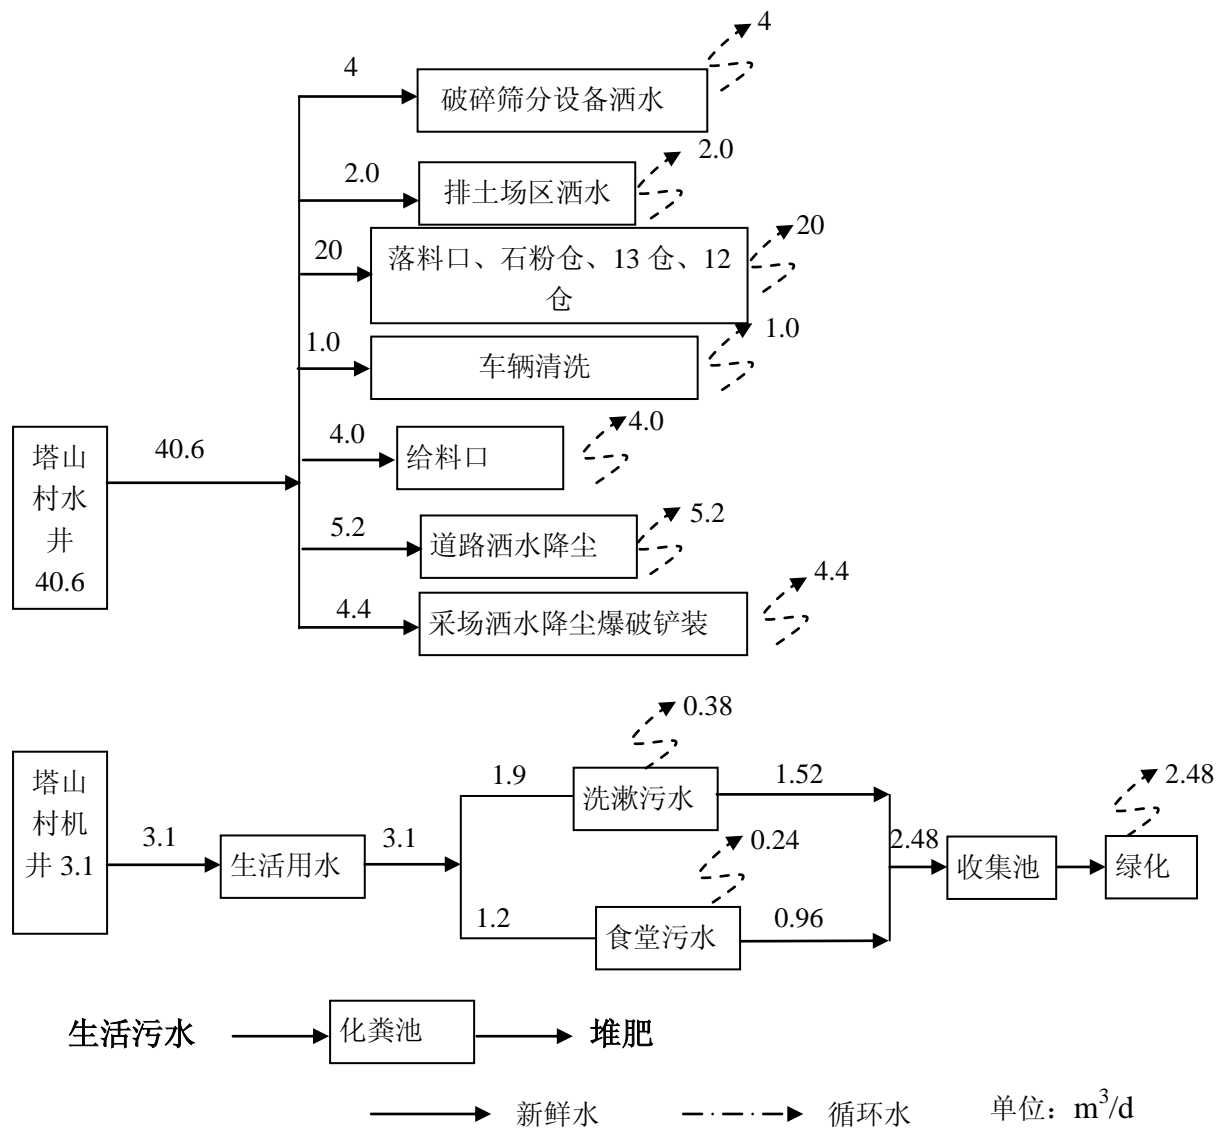 4
4
破碎筛分设备洒水
2.0
2.0
排土场区洒水
20
20
落料口、石粉仓、13 仓、12
仓
1.0
1.0
车辆清洗
塔山
村水
井
40.6
40.6
4.0
4.0
给料口
5.2
5.2
道路洒水降尘
4.4
4.4
采场洒水降尘爆破铲装
塔山
村机
井 3.1
3.1
生活用水
3.1
1.9
0.38
洗漱污水
1.52
1.2
0.24
食堂污水
0.96
2.48
收集池
2.48
绿化
生活污水
化粪池
堆肥
新鲜水
循环水
单位：m³/d